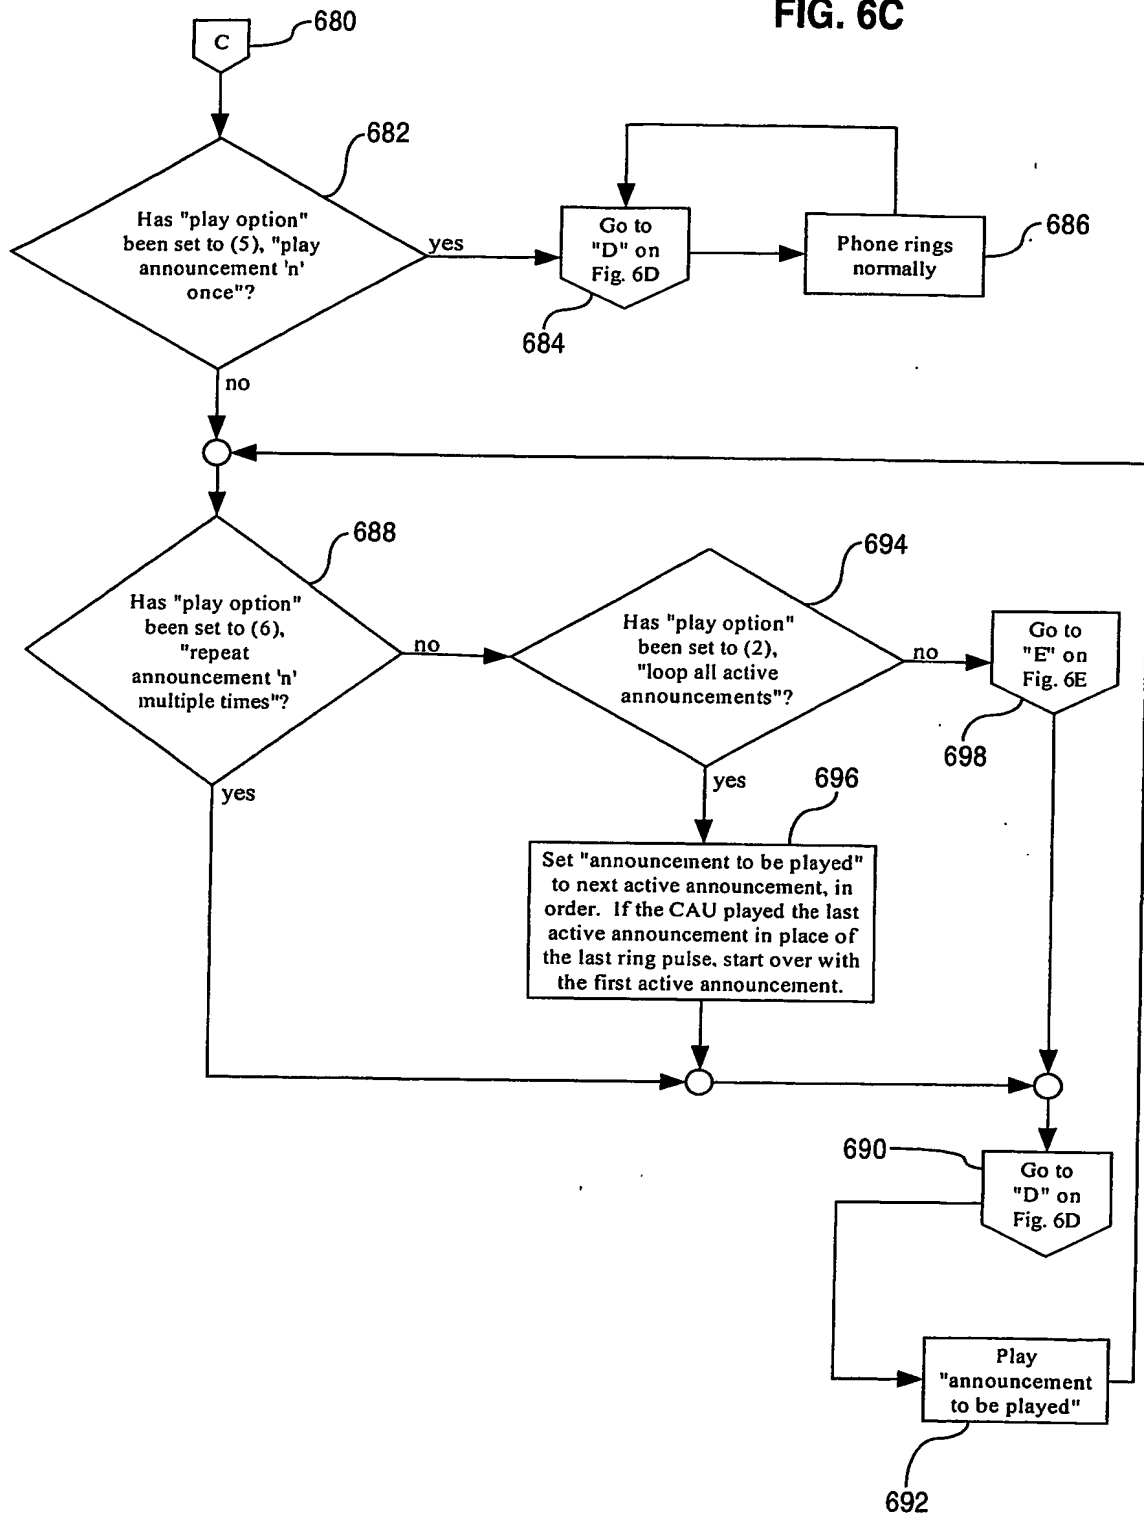 FIG. 6C
C
680
682
Has "play option"
been set to (5), "play
announcement 'n'
once"?
yes
Go to
"D" on
Fig. 6D
684
Phone rings
normally
686
no
688
Has "play option"
been set to (6),
"repeat
announcement 'n'
multiple times"?
no
694
Has "play option"
been set to (2),
"loop all active
announcements"?
no
Go to
"E" on
Fig. 6E
698
yes
yes
696
Set "announcement to be played"
to next active announcement, in
order. If the CAU played the last
active announcement in place of
the last ring pulse, start over with
the first active announcement.
690
Go to
"D" on
Fig. 6D
Play
"announcement
to be played"
692